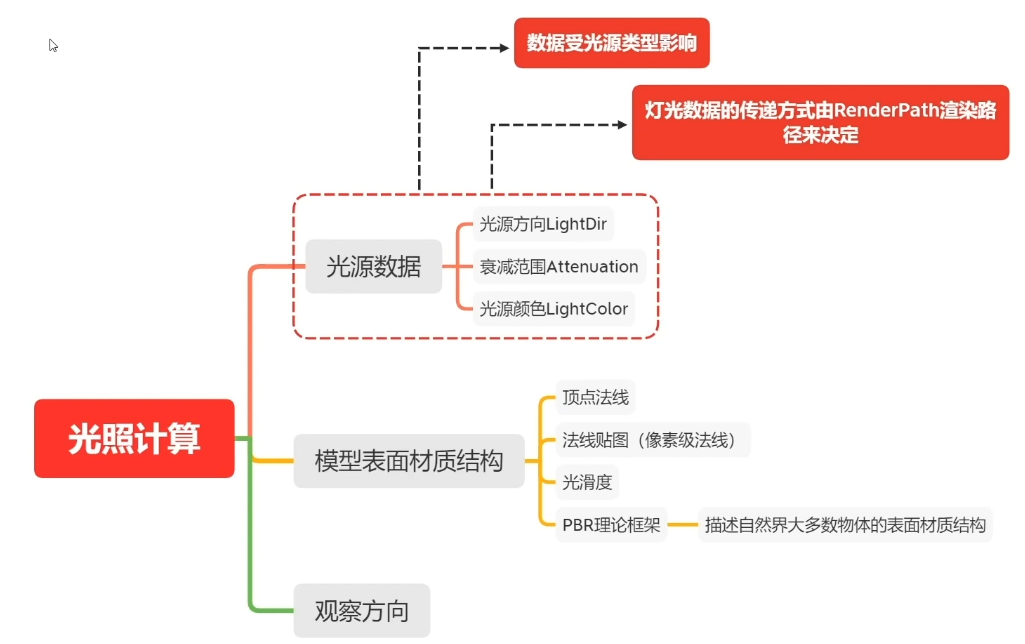 数据受光源类型影响
灯光数据的传递方式由RenderPath渲染路
径来决定
光源方向LightDir
光源数据
衰减范围Attenuation
光源颜色LightColor
光照计算
顶点法线
法线贴图（像素级法线）
模型表面材质结构
光滑度
PBR理论框架
描述自然界大多数物体的表面材质结构
观察方向